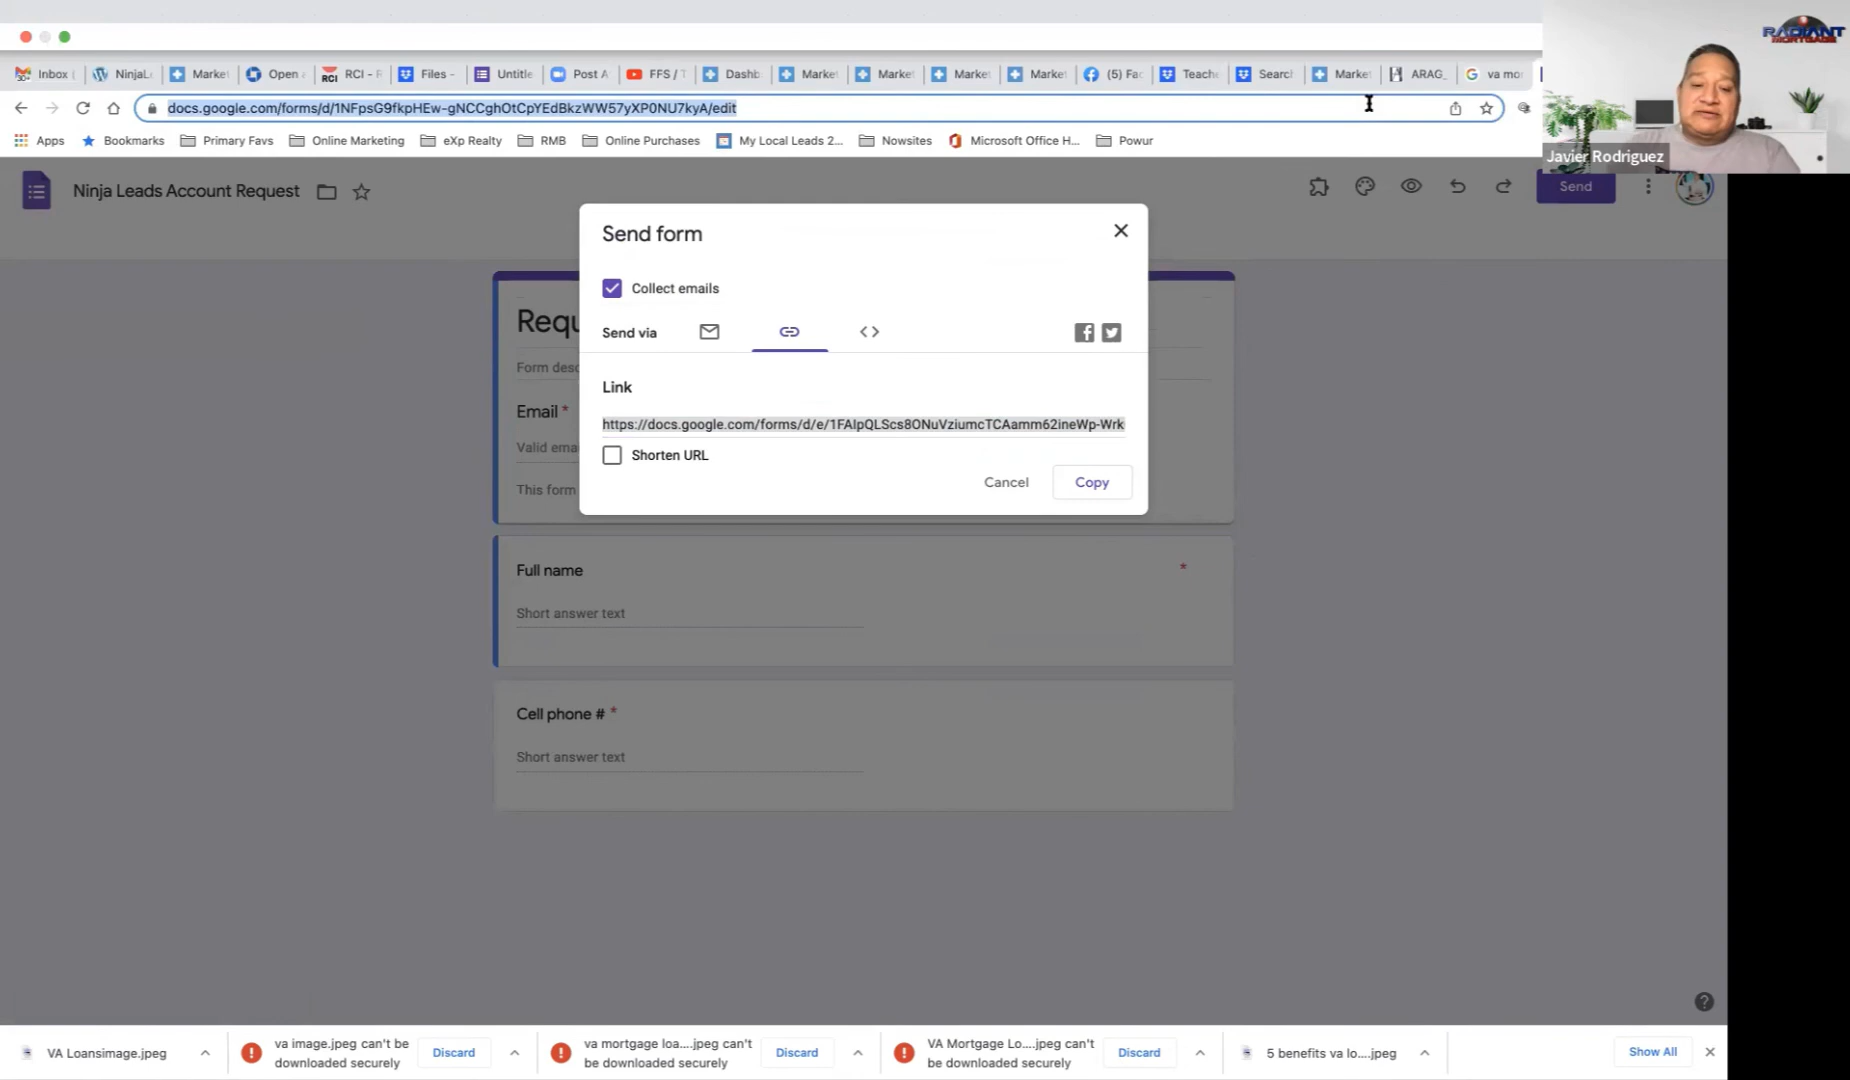 RADIANT
MORTGAGE
Inbox (
NinjaL
Market
Open a
RCI - R
Files -
Untitle
Post A
FFS / T
Dashb
Market
Market
Market
Market
(5) Fac
Teache
Search
Market
ARAG_
va mo
docs.google.com/forms/d/1NFpsG9fkpHEw-gNCCghOtCpYEdBkzWW57yXP0NU7kyA/edit
Apps
Bookmarks
Primary Favs
Online Marketing
eXp Realty
RMB
Online Purchases
My Local Leads 2...
Nowsites
Microsoft Office H...
Powur
Javier Rodriguez
Ninja Leads Account Request
Send
Send form
Collect emails
Send via
Link
https://docs.google.com/forms/d/e/1FAIpQLScs8ONuVziumcTCAamm62ineWp-Wrk
Shorten URL
Cancel
Copy
Requ
Form desc
Email *
Valid emai
This form
Full name
*
Short answer text
Cell phone # *
Short answer text
VA Loansimage.jpeg
va image.jpeg can't be
downloaded securely
Discard
va mortgage loa....jpeg can't
be downloaded securely
Discard
VA Mortgage Lo....jpeg can't
be downloaded securely
Discard
5 benefits va lo....jpeg
Show All